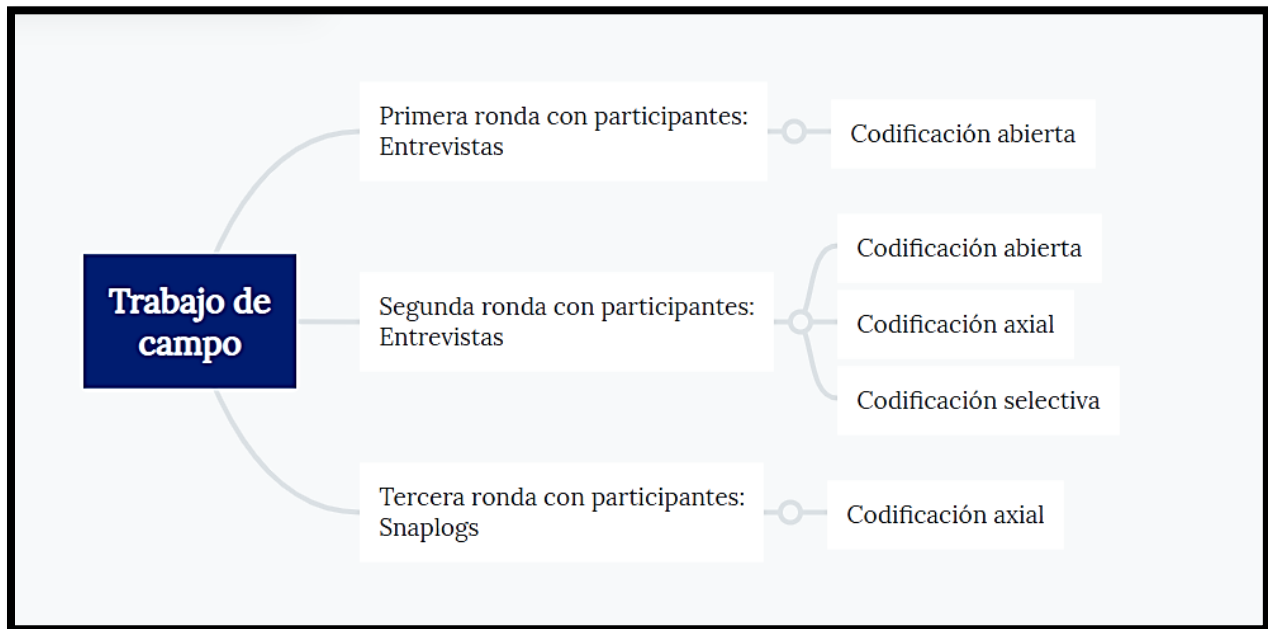 Trabajo de
campo
Primera ronda con participantes:
Entrevistas
Codificación abierta
Segunda ronda con participantes:
Entrevistas
Codificación abierta
Codificación axial
Codificación selectiva
Tercera ronda con participantes:
Snaplogs
Codificación axial